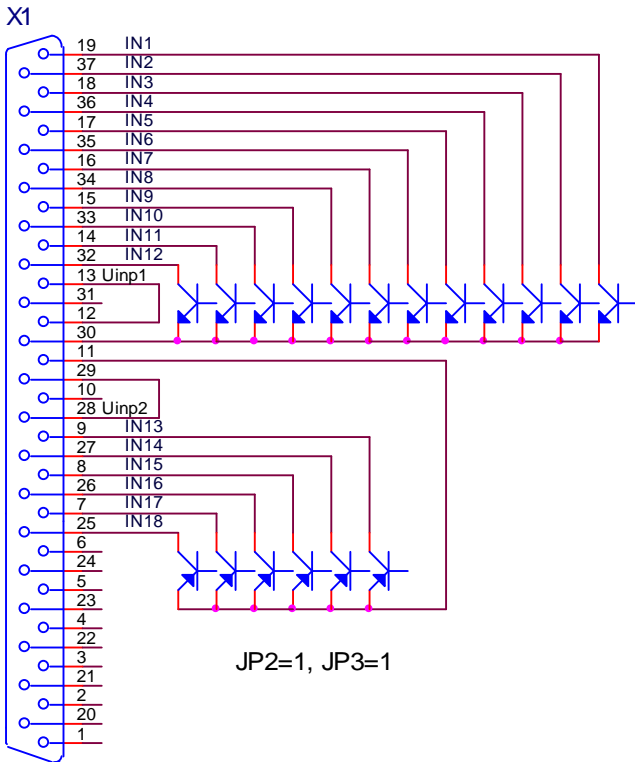 X1
19 IN1
37 IN2
18 IN3
36 IN4
17 IN5
35 IN6
16 IN7
34 IN8
15 IN9
33 IN10
14 IN11
32 IN12
13 Uinp1
31
12
30
11
29
10
28 Uinp2
9 IN13
27 IN14
8 IN15
26 IN16
7 IN17
25 IN18
6
24
5
23
4
22
3
21
2
20
1
JP2=1, JP3=1